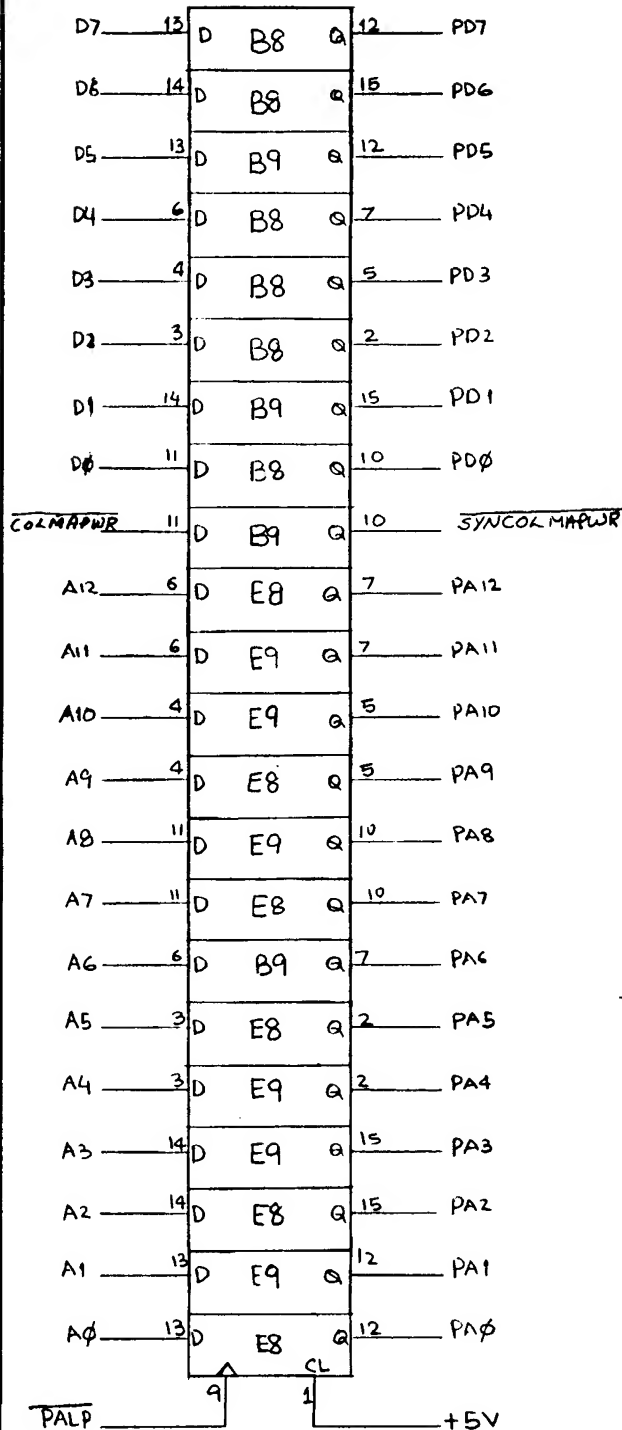 D7 13 D B8 Q 12 PD7
D6 14 D B8 Q 15 PD6
D5 13 D B9 Q 12 PD5
D4 6 D B8 Q 7 PD4
D3 4 D B8 Q 5 PD3
D2 3 D B8 Q 2 PD2
D1 14 D B9 Q 15 PD1
DØ 11 D B8 Q 10 PDØ
COLMAPWR 11 D B9 Q 10 SYNCOLMAPWR
A12 6 D E8 Q 7 PA12
A11 6 D E9 Q 7 PA11
A10 4 D E9 Q 5 PA10
A9 4 D E8 Q 5 PA9
A8 11 D E9 Q 10 PA8
A7 11 D E8 Q 10 PA7
A6 6 D B9 Q 7 PA6
A5 3 D E8 Q 2 PA5
A4 3 D E9 Q 2 PA4
A3 14 D E9 Q 15 PA3
A2 14 D E8 Q 15 PA2
A1 13 D E9 Q 12 PA1
AØ 13 D E8 Q 12 PAØ
CL
9 1
PALP +5V